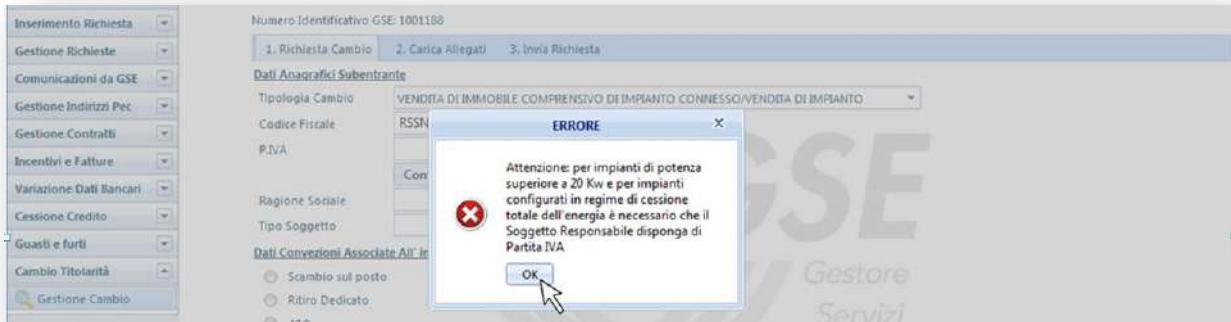 Numero Identificativo GSE: 1001188
Inserimento Richiesta
Gestione Richieste
Comunicazioni da GSE
Gestione Indirizzi Pec
Gestione Contratti
Incentivi e Fatture
Variazione Dati Bancari
Cessione Credito
Guasti e furti
Cambio Titolarità
Gestione Cambio
1. Richiesta Cambio 2. Carica Allegati 3. Invia Richiesta
Dati Anagrafici Subentrante
Tipologia Cambio VENDITA DI IMMOBILE COMPRENSIVO DI IMPIANTO CONNESSO/VENDITA DI IMPIANTO
Codice Fiscale RSSN
P.IVA
Con
Ragione Sociale
Tipo Soggetto
Dati Convezioni Associate All' im
Scambio sul posto
Ritiro Dedicato
ERRORE X
Attenzione: per impianti di potenza
superiore a 20 Kw e per impianti
configurati in regime di cessione
totale dell'energia è necessario che il
Soggetto Responsabile disponga di
Partita IVA
OK
GSE
Gestore
Servizi